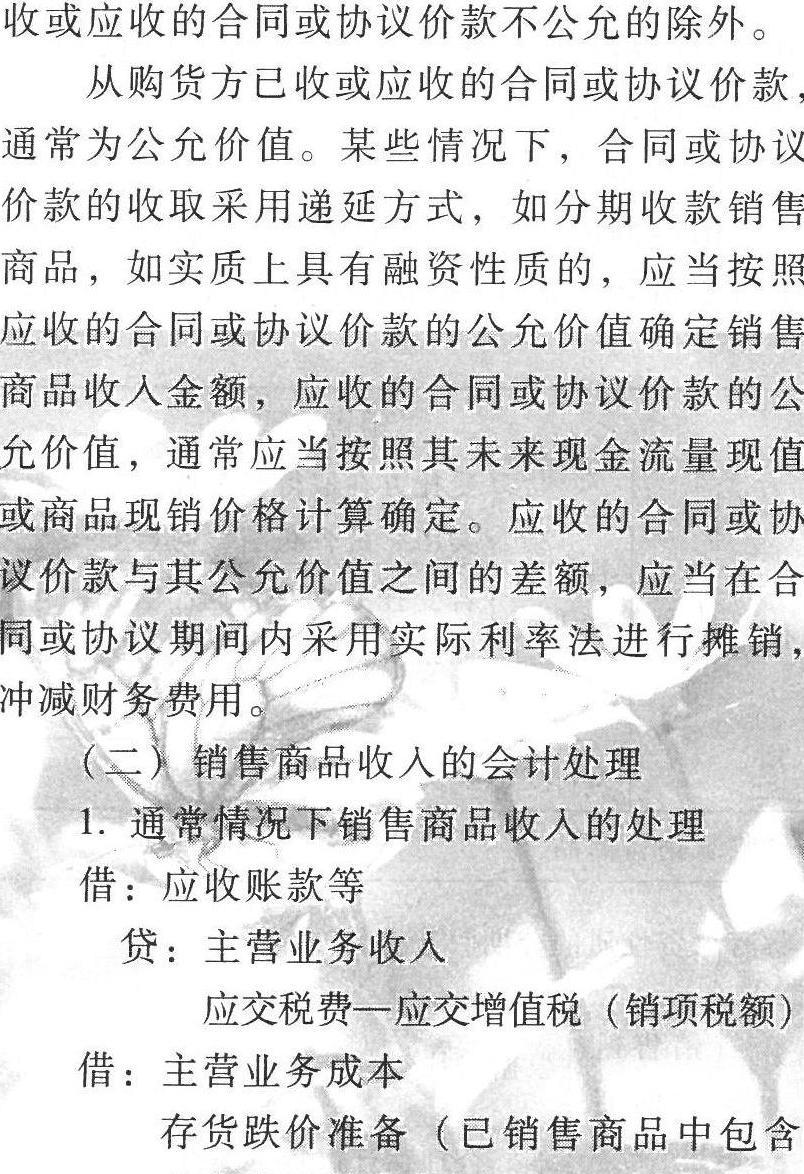 收或应收的合同或协议价款不公允的除外。
从购货方已收或应收的合同或协议价款，
通常为公允价值。某些情况下，合同或协议
价款的收取采用递延方式，如分期收款销售
商品，如实质上具有融资性质的，应当按照
应收的合同或协议价款的公允价值确定销售
商品收入金额，应收的合同或协议价款的公
允价值，通常应当按照其未来现金流量现值
或商品现销价格计算确定。应收的合同或协
议价款与其公允价值之间的差额，应当在合
同或协议期间内采用实际利率法进行摊销，
冲减财务费用。
（二）销售商品收入的会计处理
1. 通常情况下销售商品收入的处理
借：应收账款等
贷：主营业务收入
应交税费—应交增值税（销项税额）
借：主营业务成本
存货跌价准备（已销售商品中包含